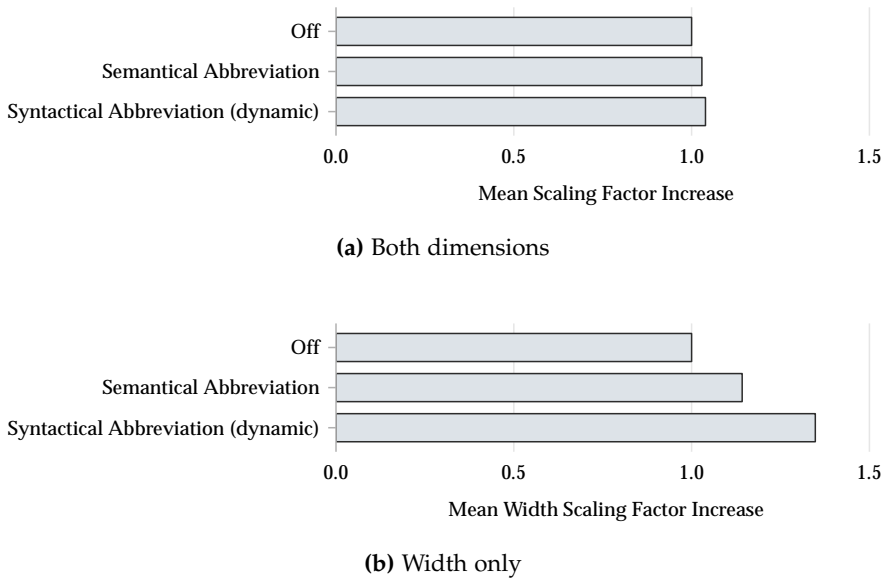 Off
Semantical Abbreviation
Syntactical Abbreviation (dynamic)
0.0 0.5 1.0 1.5
Mean Scaling Factor Increase
(a) Both dimensions
Off
Semantical Abbreviation
Syntactical Abbreviation (dynamic)
0.0 0.5 1.0 1.5
Mean Width Scaling Factor Increase
(b) Width only